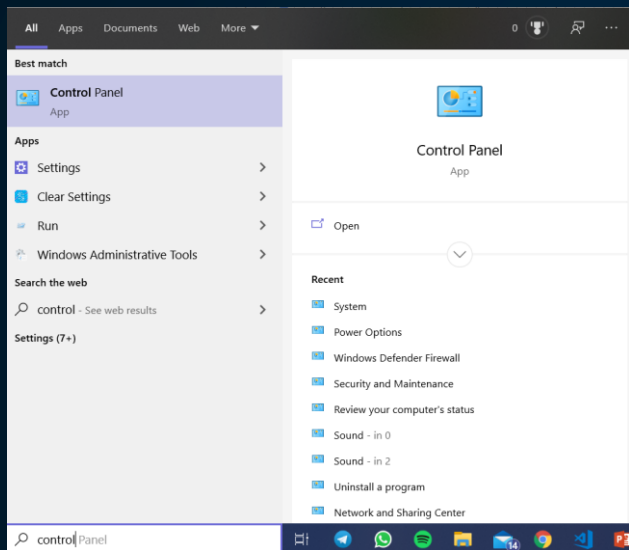 All Apps Documents Web More 0 ...
Best match
Control Panel
App
Apps
Settings
Clear Settings
Run
Windows Administrative Tools
Search the web
control - See web results
Settings (7+)
Control Panel
App
Open
Recent
System
Power Options
Windows Defender Firewall
Security and Maintenance
Review your computer's status
Sound - in 0
Sound - in 2
Uninstall a program
Network and Sharing Center
control Panel
14